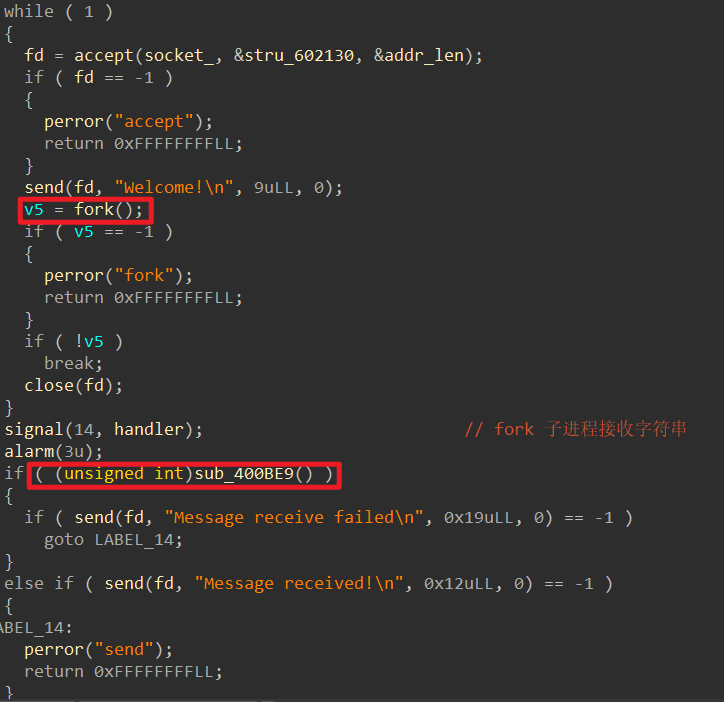 while ( 1 )
{
fd = accept(socket_, &stru_602130, &addr_len);
if ( fd == -1 )
{
perror("accept");
return 0xFFFFFFFFLL;
}
send(fd, "Welcome!\n", 9uLL, 0);
v5 = fork();
if ( v5 == -1 )
{
perror("fork");
return 0xFFFFFFFFLL;
}
if ( !v5 )
break;
close(fd);
}
signal(14, handler); // fork 子进程接收字符串
alarm(3u);
if ( (unsigned int)sub_400BE9() )
{
if ( send(fd, "Message receive failed\n", 0x19uLL, 0) == -1 )
goto LABEL_14;
}
else if ( send(fd, "Message received!\n", 0x12uLL, 0) == -1 )
{
ABEL_14:
perror("send");
return 0xFFFFFFFFLL;
}